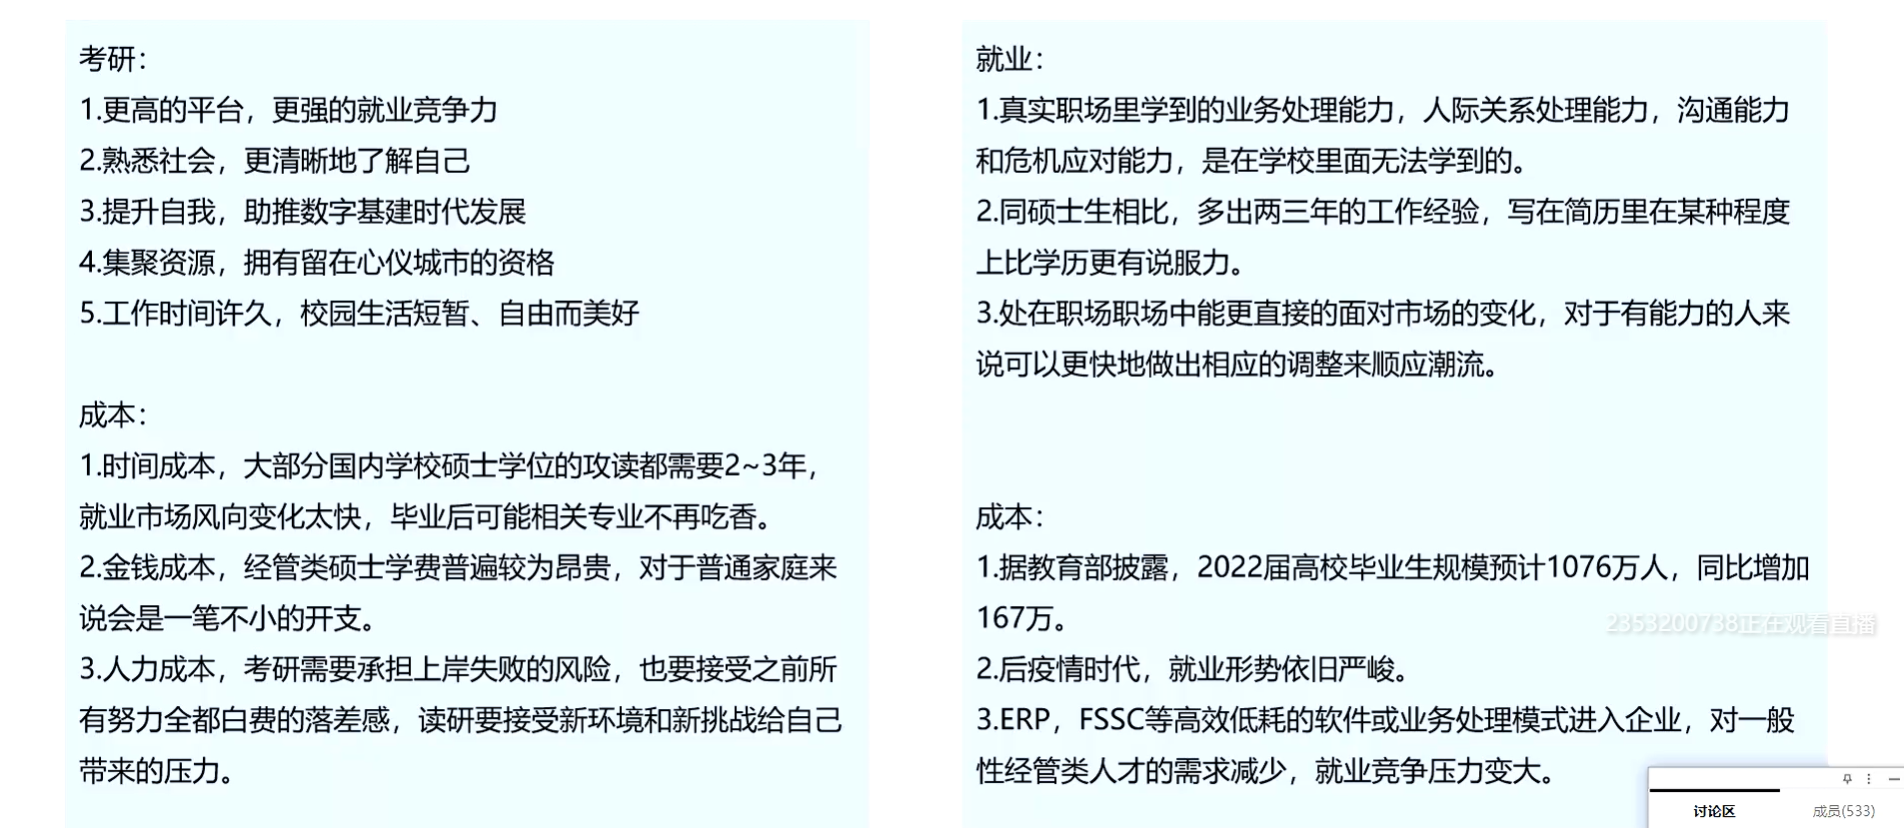 考研：
1.更高的平台，更强的就业竞争力
2.熟悉社会，更清晰地了解自己
3.提升自我，助推数字基建时代发展
4.集聚资源，拥有留在心仪城市的资格
5.工作时间许久，校园生活短暂、自由而美好
成本：
1.时间成本，大部分国内学校硕士学位的攻读都需要2~3年，
就业市场风向变化太快，毕业后可能相关专业不再吃香。
2.金钱成本，经管类硕士学费普遍较为昂贵，对于普通家庭来
说会是一笔不小的开支。
3.人力成本，考研需要承担上岸失败的风险，也要接受之前所
有努力全都白费的落差感，读研要接受新环境和新挑战给自己
带来的压力。
就业：
1.真实职场里学到的业务处理能力，人际关系处理能力，沟通能力
和危机应对能力，是在学校里面无法学到的。
2.同硕士生相比，多出两三年的工作经验，写在简历里在某种程度
上比学历更有说服力。
3.处在职场职场中能更直接的面对市场的变化，对于有能力的人来
说可以更快地做出相应的调整来顺应潮流。
成本：
1.据教育部披露，2022届高校毕业生规模预计1076万人，同比增加
167万。
2.后疫情时代，就业形势依旧严峻。
3.ERP，FSSC等高效低耗的软件或业务处理模式进入企业，对一般
性经管类人才的需求减少，就业竞争压力变大。
2353200738正在观看直播
讨论区
成员(533)